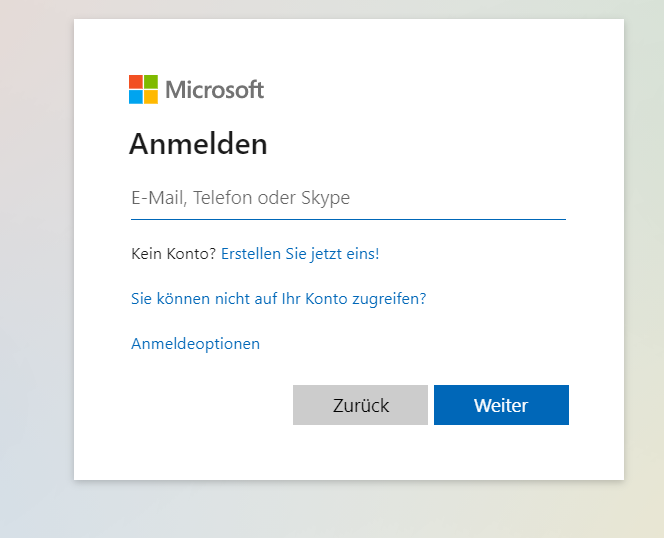 Microsoft
Anmelden
E-Mail, Telefon oder Skype
Kein Konto? Erstellen Sie jetzt eins!
Sie können nicht auf Ihr Konto zugreifen?
Anmeldeoptionen
Zurück Weiter